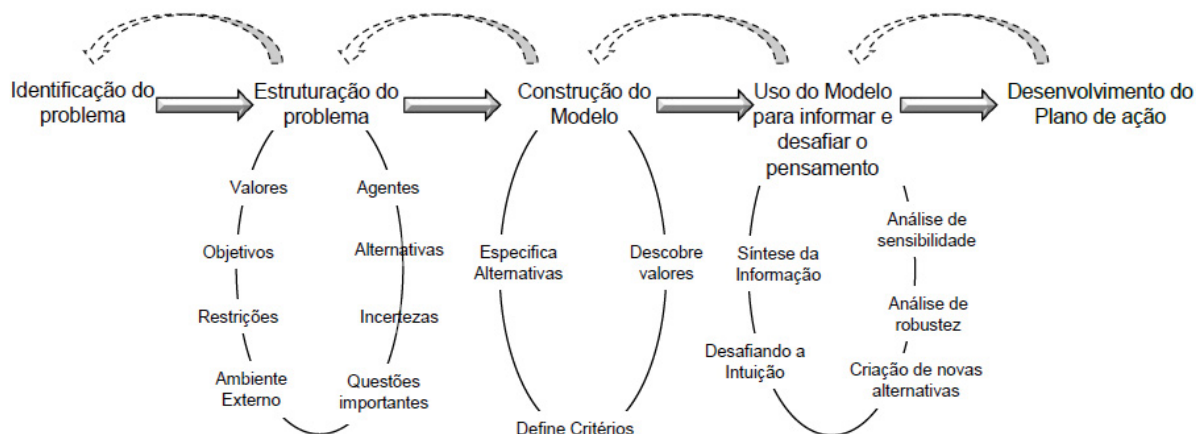 Identificação do
problema
Estruturação do
problema
Construção do
Modelo
Uso do Modelo
para informar e
desafiar o
pensamento
Desenvolvimento do
Plano de ação
Valores
Agentes
Objetivos
Alternativas
Restrições
Incertezas
Ambiente
Externo
Questões
importantes
Especifica
Alternativas
Descobre
valores
Define Critérios
Síntese da
Informação
Análise de
sensibilidade
Análise de
robustez
Desafiando a
Intuição
Criação de novas
alternativas